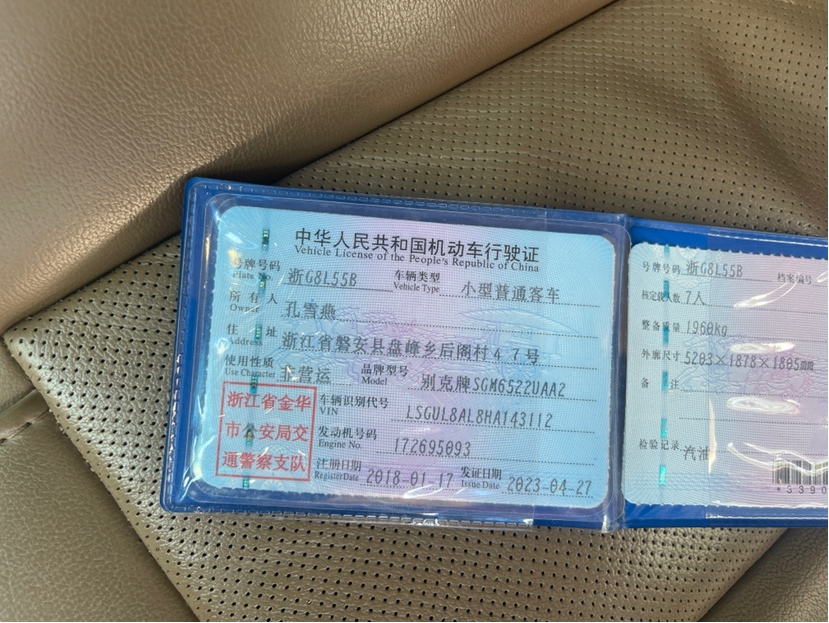 中华人民共和国机动车行驶证
Vehicle License of the People's Republic of China
号牌号码 浙G8L55B 车辆类型 小型普通客车
Plate No. Vehicle Type
所有人 孔雪燕
Owner
住址 浙江省磐安县盘峰乡后阁村47号
Address
使用性质 非营运 品牌型号 别克牌SGM6522UAA2
Use Character Model
浙江省金华
市公安局交
通警察支队
车辆识别代号 LSGUL8AL8HA143112
VIN
发动机号码 172695093
Engine No.
注册日期 2018-01-17 发证日期 2023-04-27
Register Date Issue Date
号牌号码 浙G8L55B 档案编号
核定载人数 7人
整备质量 1960kg
外廓尺寸 5203×1878×1805mm
备注
检验记录 汽油